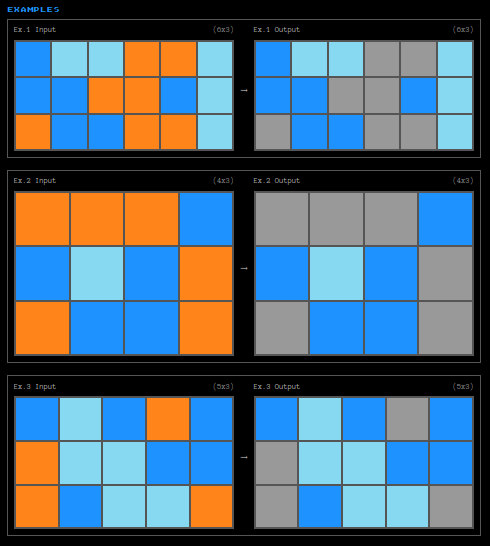 EXAMPLES
Ex.1 Input (6x3) Ex.1 Output (6x3)
→
Ex.2 Input (4x3) Ex.2 Output (4x3)
→
Ex.3 Input (5x3) Ex.3 Output (5x3)
→